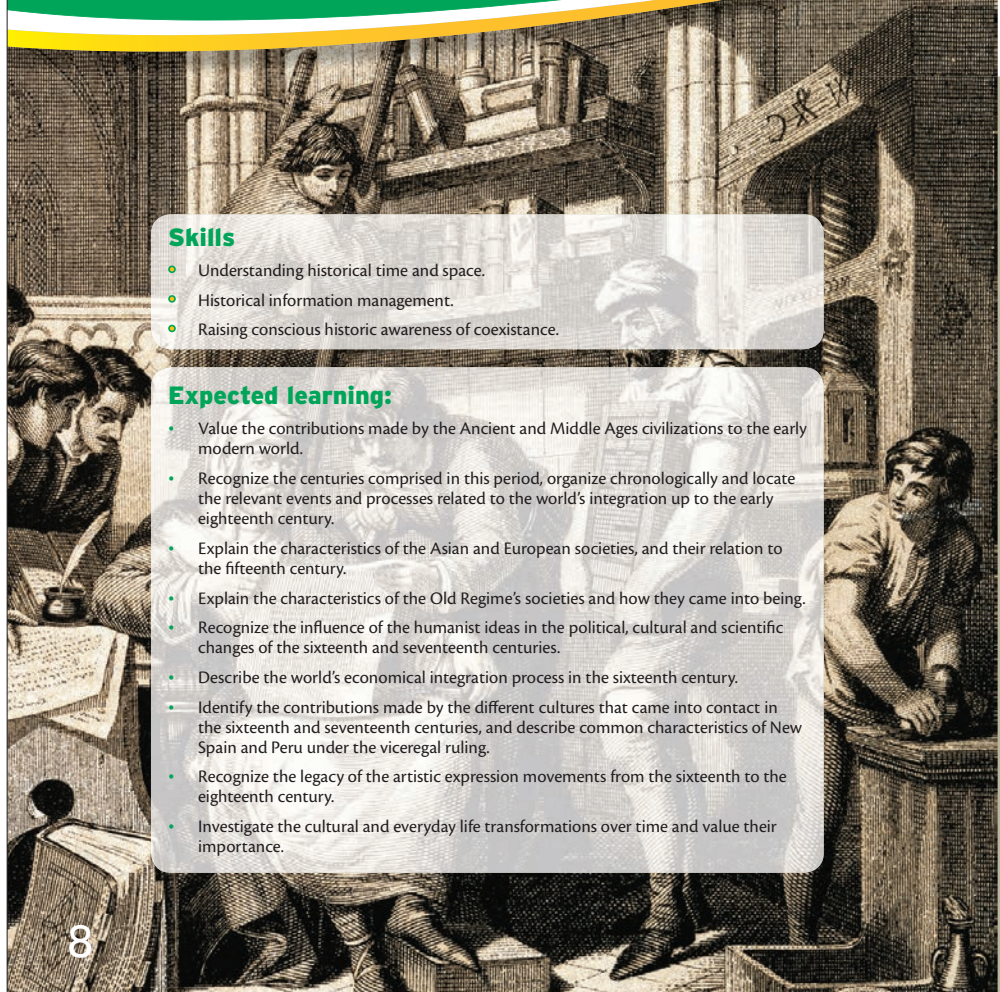 Skills
Understanding historical time and space.
Historical information management.
Raising conscious historic awareness of coexistance.
Expected learning:
• Value the contributions made by the Ancient and Middle Ages civilizations to the early
modern world.
• Recognize the centuries comprised in this period, organize chronologically and locate
the relevant events and processes related to the world's integration up to the early
eighteenth century.
• Explain the characteristics of the Asian and European societies, and their relation to
the fifteenth century.
• Explain the characteristics of the Old Regime's societies and how they came into being.
• Recognize the influence of the humanist ideas in the political, cultural and scientific
changes of the sixteenth and seventeenth centuries.
• Describe the world's economical integration process in the sixteenth century.
• Identify the contributions made by the different cultures that came into contact in
the sixteenth and seventeenth centuries, and describe common characteristics of New
Spain and Peru under the viceregal ruling.
• Recognize the legacy of the artistic expression movements from the sixteenth to the
eighteenth century.
• Investigate the cultural and everyday life transformations over time and value their
importance.
8